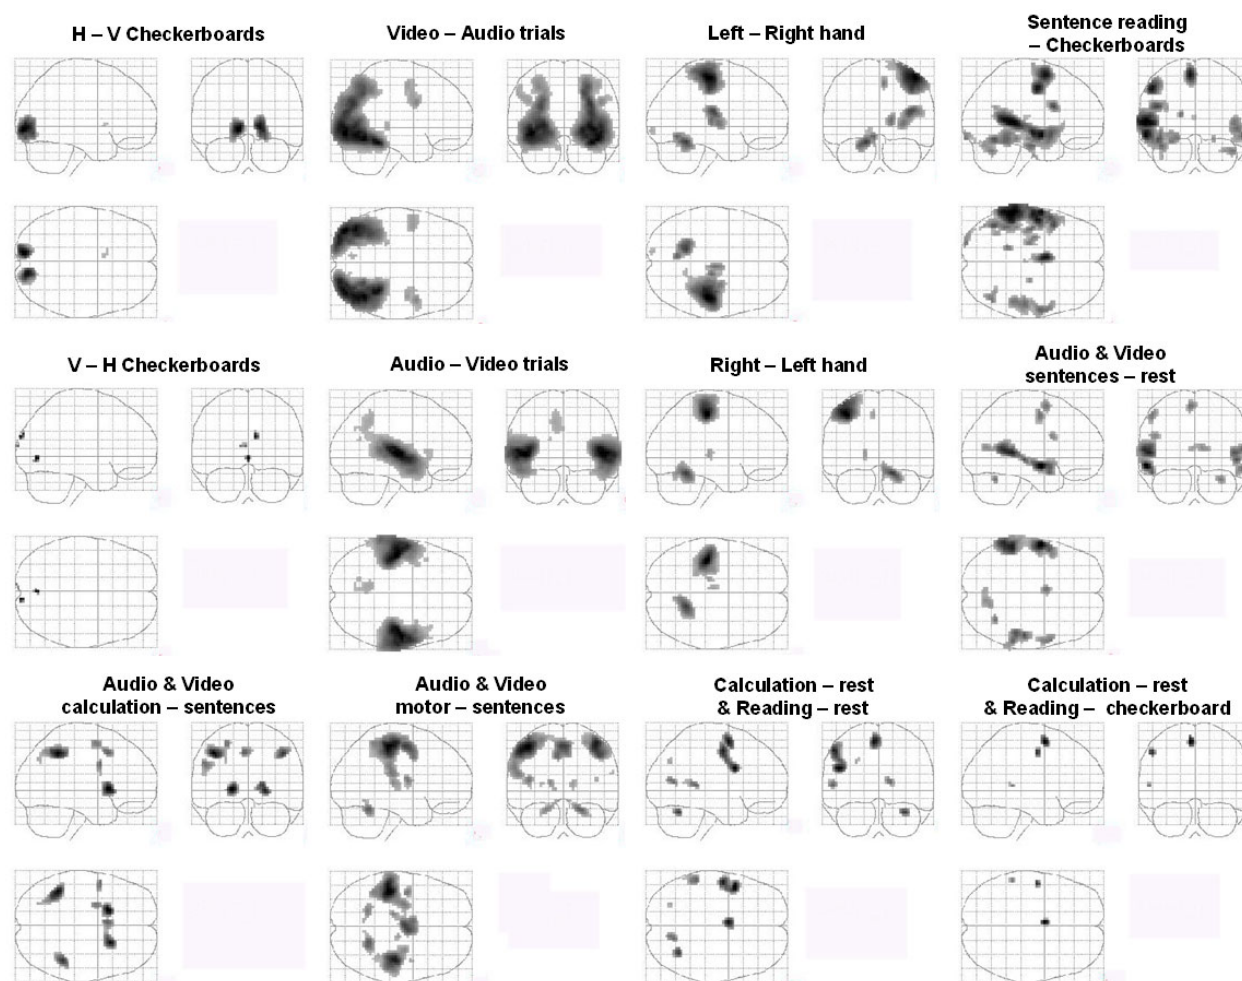 H – V Checkerboards
Video – Audio trials
Left – Right hand
Sentence reading
– Checkerboards
V – H Checkerboards
Audio – Video trials
Right – Left hand
Audio & Video
sentences – rest
Audio & Video
calculation – sentences
Audio & Video
motor – sentences
Calculation – rest
& Reading – rest
Calculation – rest
& Reading – checkerboard